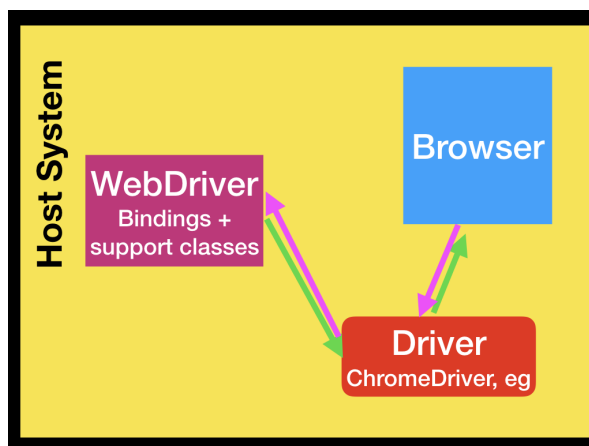 Host System
WebDriver
Bindings +
support classes
Browser
Driver
ChromeDriver, eg